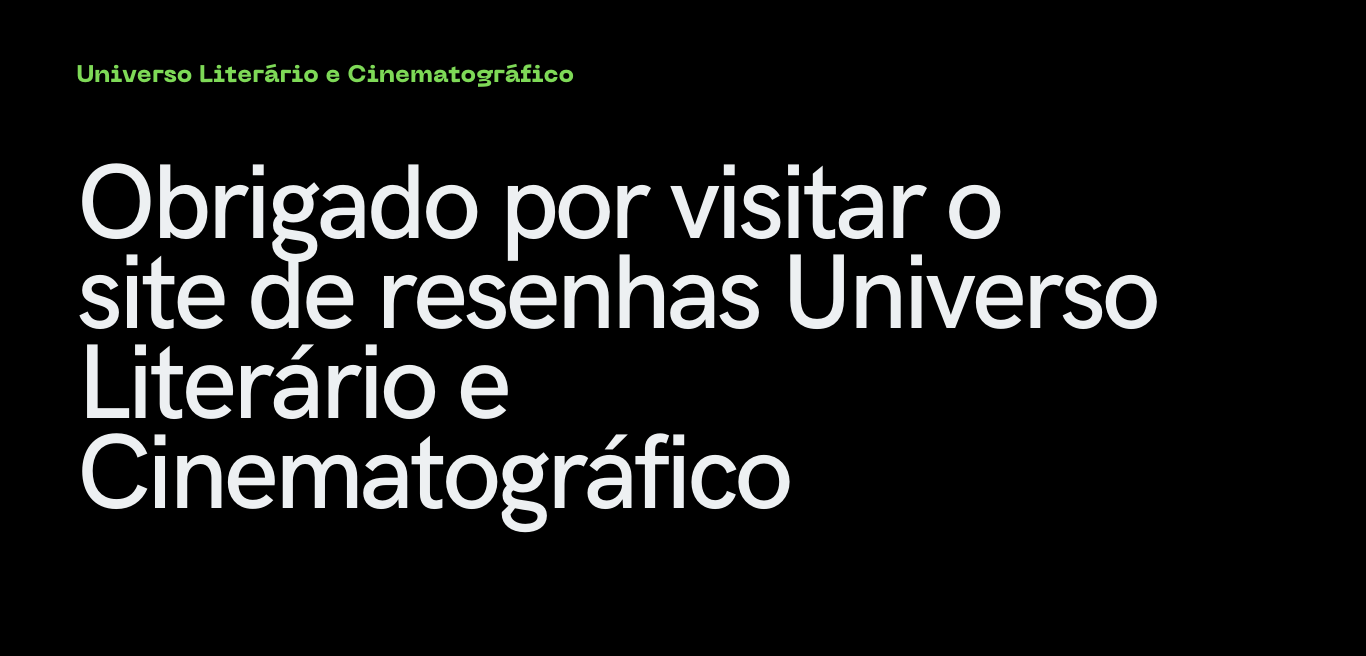 Universo Literário e Cinematográfico
Obrigado por visitar o
site de resenhas Universo
Literário e
Cinematográfico